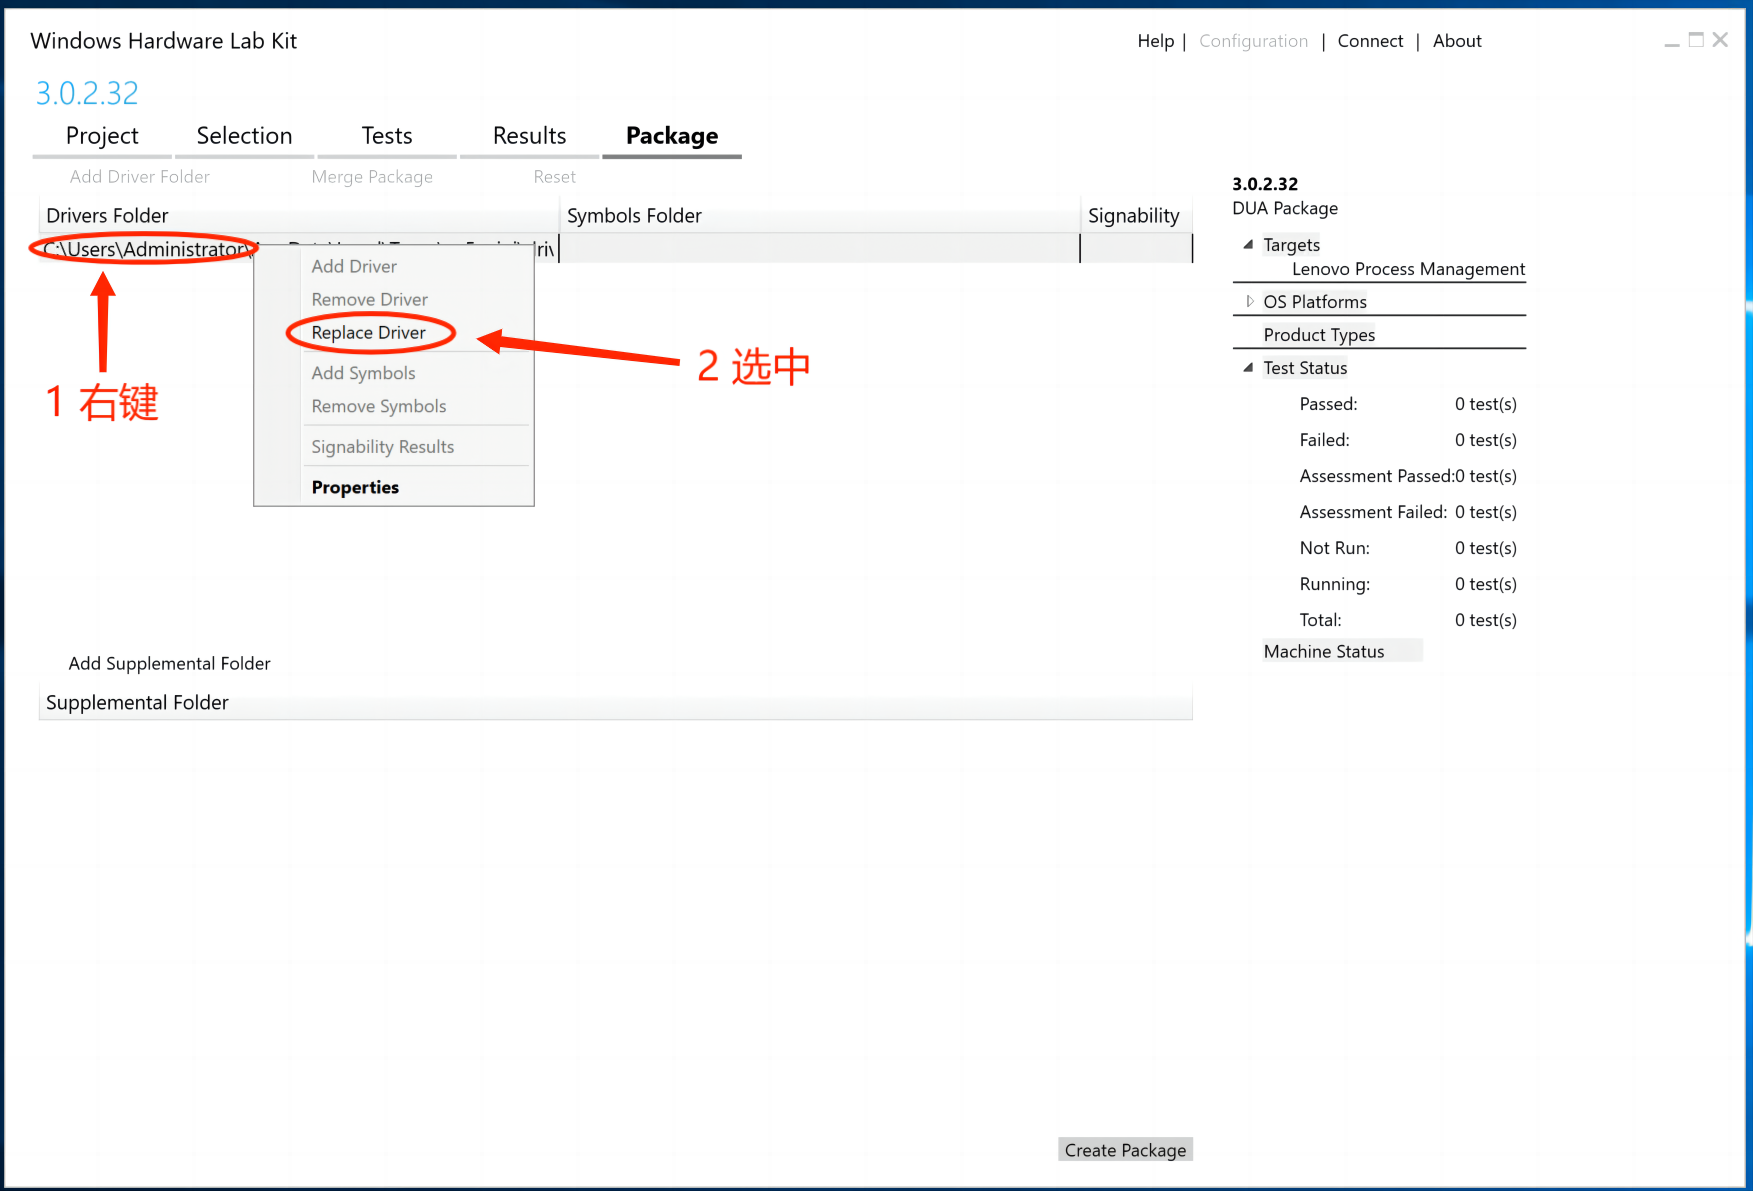 Windows Hardware Lab Kit
Help | Configuration | Connect | About
3.0.2.32
Project Selection Tests Results Package
Add Driver Folder Merge Package Reset
Drivers Folder Symbols Folder Signability
C:\Users\Administrator\
Add Driver
Remove Driver
Replace Driver
Add Symbols
Remove Symbols
Signability Results
Properties
1 右键
2 选中
Add Supplemental Folder
Supplemental Folder
3.0.2.32
DUA Package
Targets
Lenovo Process Management
OS Platforms
Product Types
Test Status
Passed: 0 test(s)
Failed: 0 test(s)
Assessment Passed:0 test(s)
Assessment Failed: 0 test(s)
Not Run: 0 test(s)
Running: 0 test(s)
Total: 0 test(s)
Machine Status
Create Package